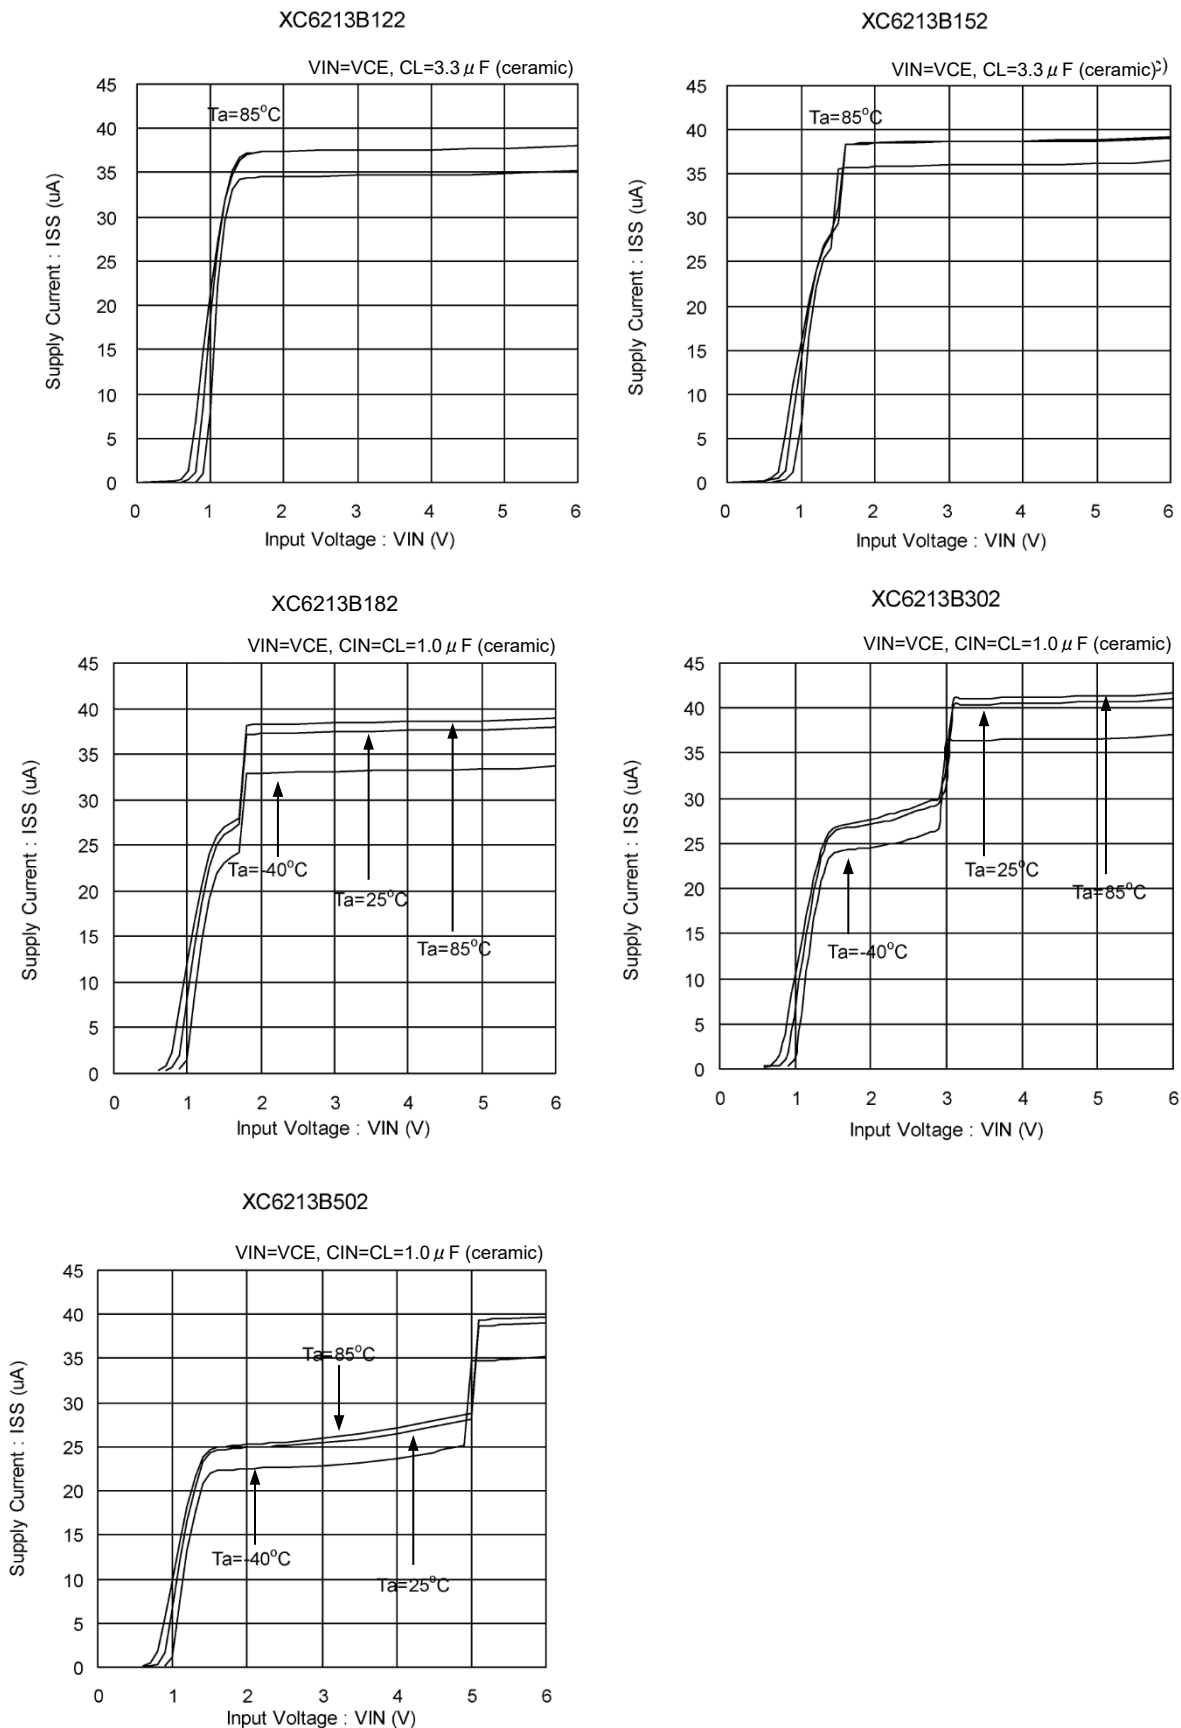 XC6213B122
VIN=VCE, CL=3.3 μ F (ceramic)
45
40
35
30
25
20
15
10
5
0
Ta=85°C
Supply Current : ISS (uA)
0 1 2 3 4 5 6
Input Voltage : VIN (V)
XC6213B152
VIN=VCE, CL=3.3 μ F (ceramic)
45
40
35
30
25
20
15
10
5
0
Ta=85°C
Supply Current : ISS (uA)
0 1 2 3 4 5 6
Input Voltage : VIN (V)
XC6213B182
VIN=VCE, CIN=CL=1.0 μ F (ceramic)
45
40
35
30
25
20
15
10
5
0
Ta=-40°C
Ta=25°C
Ta=85°C
Supply Current : ISS (uA)
0 1 2 3 4 5 6
Input Voltage : VIN (V)
XC6213B302
VIN=VCE, CIN=CL=1.0 μ F (ceramic)
45
40
35
30
25
20
15
10
5
0
Ta=25°C
Ta=85°C
Ta=-40°C
Supply Current : ISS (uA)
0 1 2 3 4 5 6
Input Voltage : VIN (V)
XC6213B502
VIN=VCE, CIN=CL=1.0 μ F (ceramic)
45
40
35
30
25
20
15
10
5
0
Ta=85°C
Ta=-40°C
Ta=25°C
Supply Current : ISS (uA)
0 1 2 3 4 5 6
Input Voltage : VIN (V)